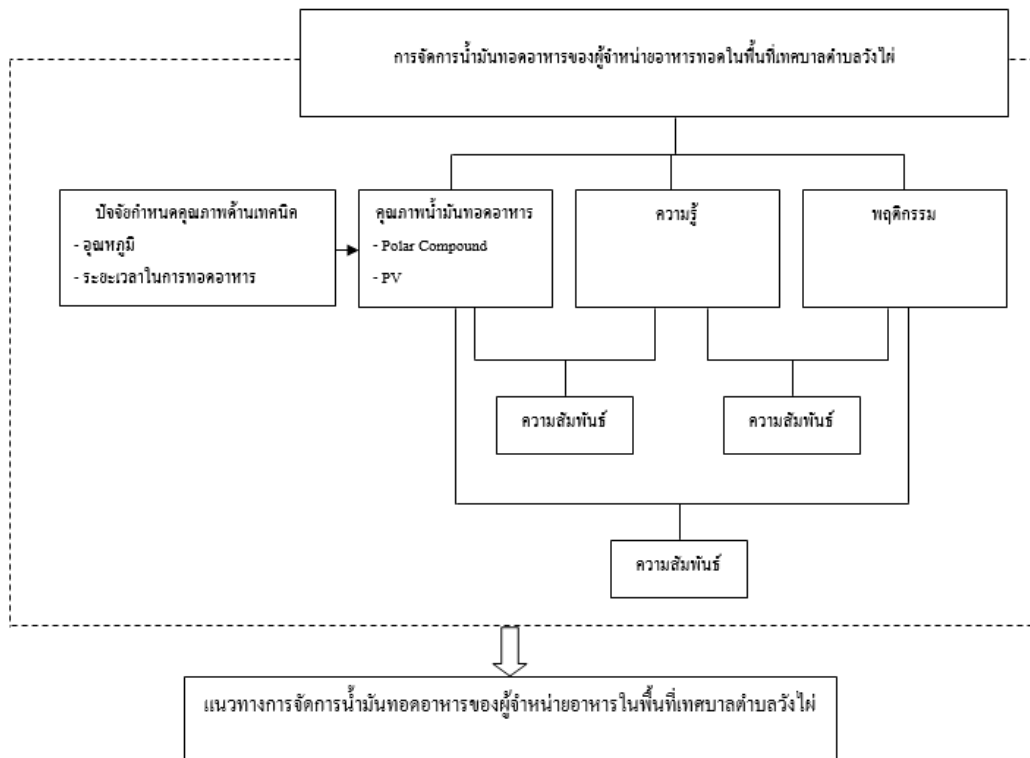 การจัดการน้ำมันทอดอาหารของผู้จำหน่ายอาหารทอดในพื้นที่เทศบาลตำบลวังไผ่
ปัจจัยกำหนดคุณภาพด้านเทคนิค
- อุณหภูมิ
- ระยะเวลาในการทอดอาหาร
คุณภาพน้ำมันทอดอาหาร
- Polar Compound
- PV
ความรู้
พฤติกรรม
ความสัมพันธ์
ความสัมพันธ์
ความสัมพันธ์
แนวทางการจัดการน้ำมันทอดอาหารของผู้จำหน่ายอาหารในพื้นที่เทศบาลตำบลวังไผ่